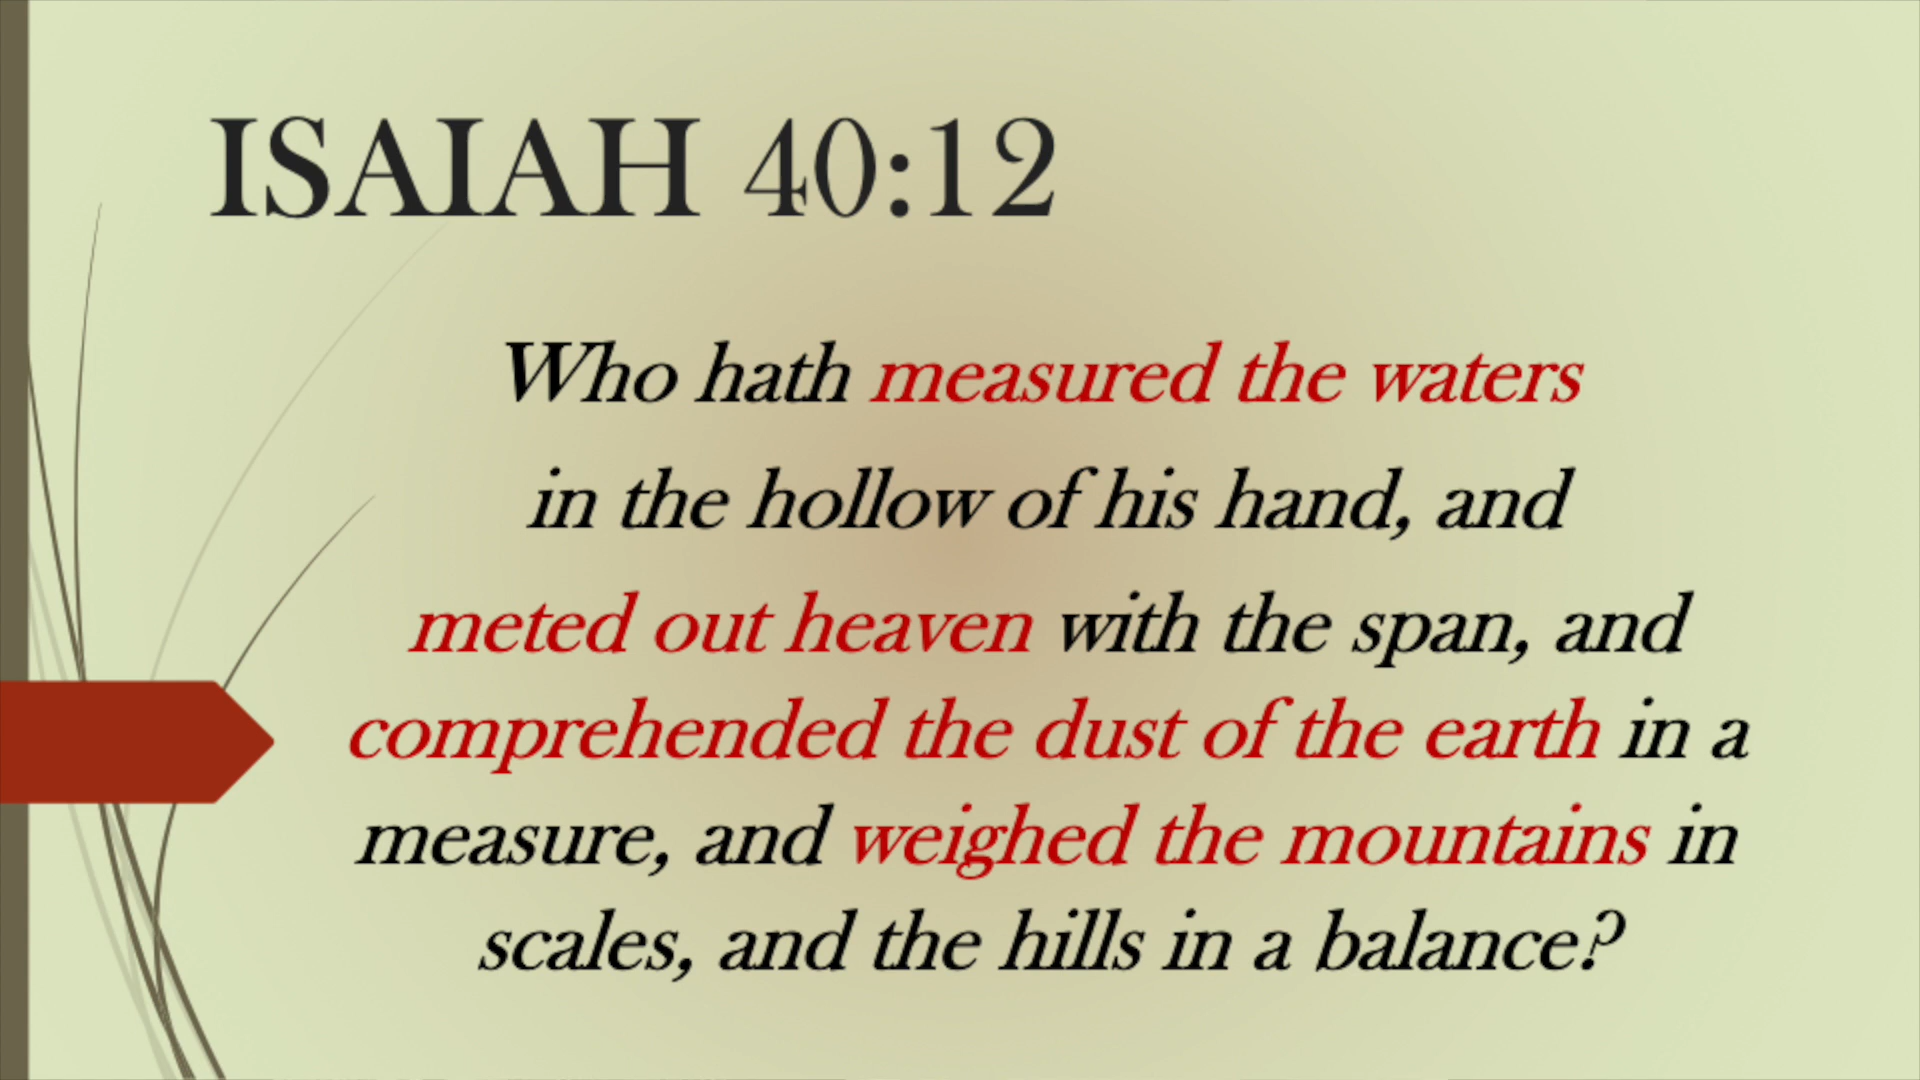 ISAIAH 40:12
Who hath measured the waters
in the hollow of his hand, and
meted out heaven with the span, and
comprehended the dust of the earth in a
measure, and weighed the mountains in
scales, and the hills in a balance?